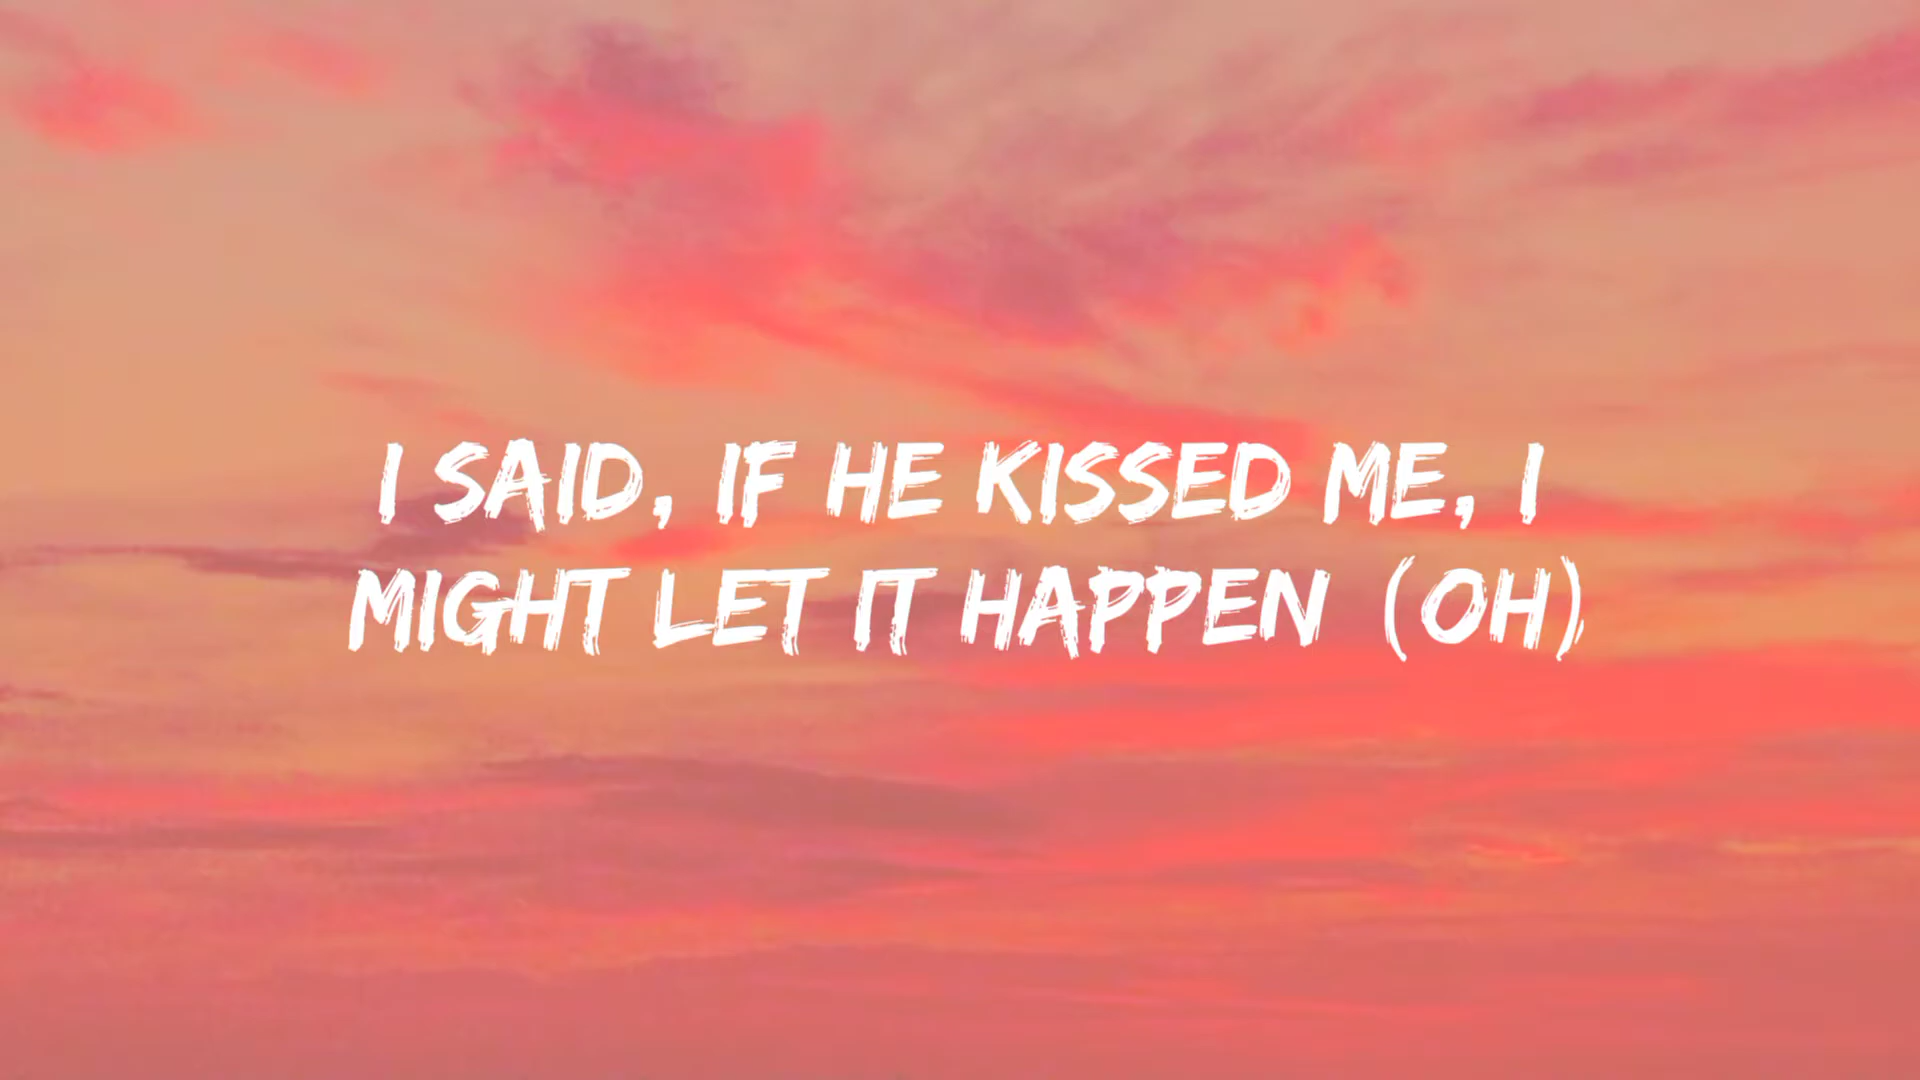 I SAID, IF HE KISSED ME, I
MIGHT LET IT HAPPEN (OH)